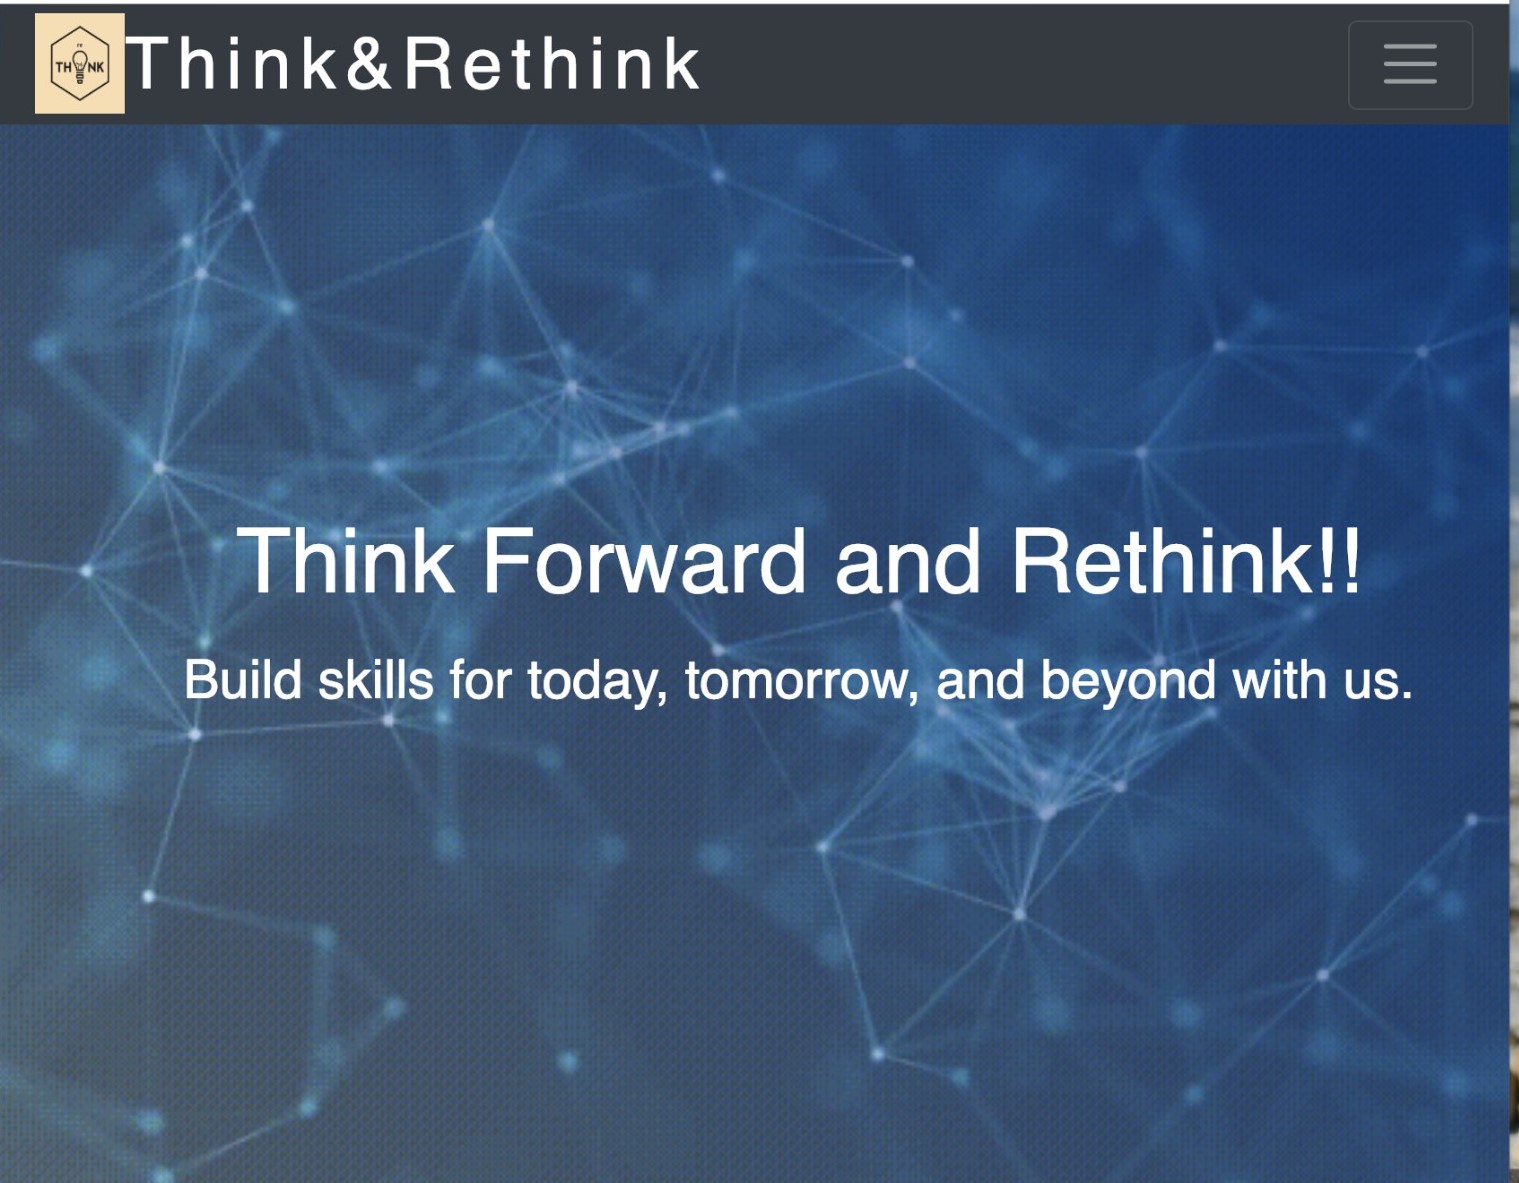 TH NK
Think&Rethink
Think Forward and Rethink!!
Build skills for today, tomorrow, and beyond with us.